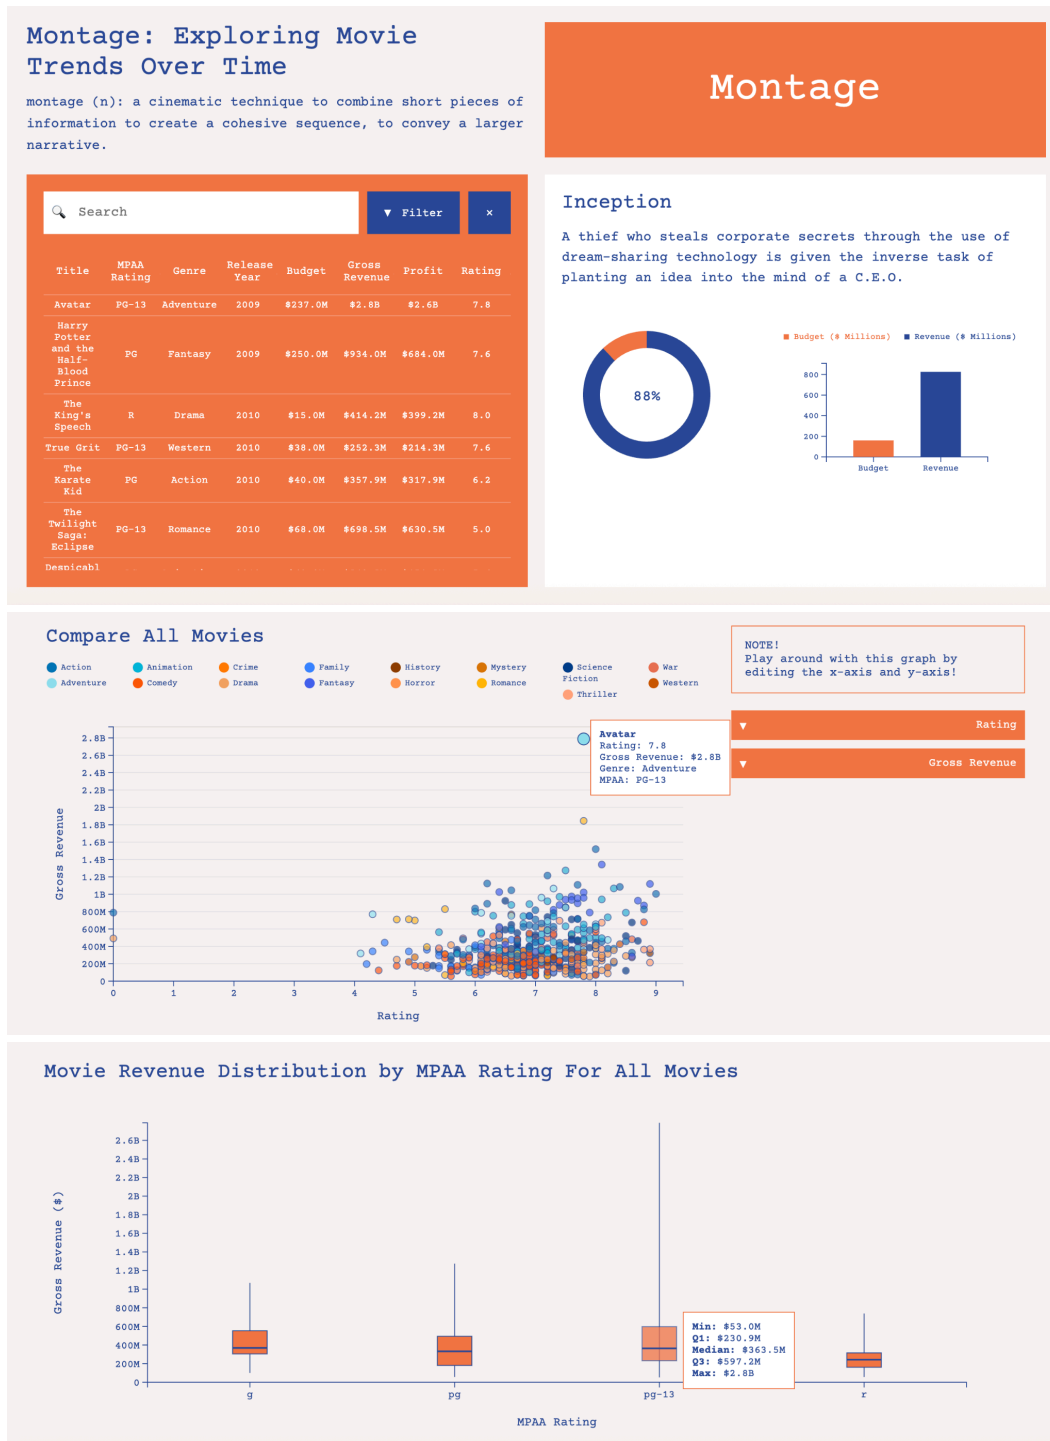 Montage: Exploring Movie
Trends Over Time
montage (n): a cinematic technique to combine short pieces of
information to create a cohesive sequence, to convey a larger
narrative.
Montage
Search
▼ Filter
×
Title MPAA Rating Genre Release Year Budget Gross Revenue Profit Rating
Avatar PG-13 Adventure 2009 $237.0M $2.8B $2.6B 7.8
Harry Potter and the Half-Blood Prince PG Fantasy 2009 $250.0M $934.0M $684.0M 7.6
The King's Speech R Drama 2010 $15.0M $414.2M $399.2M 8.0
True Grit PG-13 Western 2010 $38.0M $252.3M $214.3M 7.6
The Karate Kid PG Action 2010 $40.0M $357.9M $317.9M 6.2
The Twilight Saga: Eclipse PG-13 Romance 2010 $68.0M $698.5M $630.5M 5.0
Despicabl
Inception
A thief who steals corporate secrets through the use of
dream-sharing technology is given the inverse task of
planting an idea into the mind of a C.E.O.
88%
Budget ($ Millions) Revenue ($ Millions)
800
600
400
200
0
Budget Revenue
Compare All Movies
Action Animation Crime Family History Mystery Science Fiction War
Adventure Comedy Drama Fantasy Horror Romance Thriller Western
NOTE!
Play around with this graph by
editing the x-axis and y-axis!
▼ Rating
▼ Gross Revenue
Avatar
Rating: 7.8
Gross Revenue: $2.8B
Genre: Adventure
MPAA: PG-13
Gross Revenue
2.8B
2.6B
2.4B
2.2B
2B
1.8B
1.6B
1.4B
1.2B
1B
800M
600M
400M
200M
0
0 1 2 3 4 5 6 7 8 9
Rating
Movie Revenue Distribution by MPAA Rating For All Movies
Gross Revenue ($)
2.6B
2.4B
2.2B
2B
1.8B
1.6B
1.4B
1.2B
1B
800M
600M
400M
200M
0
Min: $53.0M
Q1: $230.9M
Median: $363.5M
Q3: $597.2M
Max: $2.8B
g pg pg-13 r
MPAA Rating